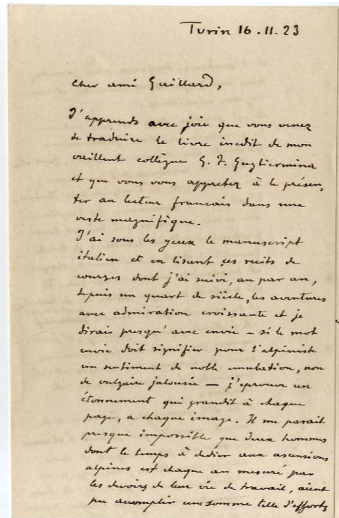 Turin 16.11.23
Cher ami Gaillard,
J'apprends avec joie que vous venez
de traduire le livre inédit de mon
vaillant collègue G. F. Gugliermina
et que vous vous apprêtez à le présen-
ter au lecteur français dans une
veste magnifique.
J'ai sous les yeux le manuscript
italien et en lisant ces récits de
courses dont j'ai suivi, an par an,
depuis un quart de siècle, les aventures
avec admiration croissante et je
dirais presqu' avec envie – si le mot
envie doit signifier pour l'alpiniste
un sentiment de noble émulation, non
de vulgaire jalousie — j'éprouve un
étonnement qui grandit à chaque
page, a chaque image. Il me parait
presque impossible que deux hommes
dont le temps à dédier aux ascensions
alpines est chaque an mesuré par
les devoirs de leur vie de travail, aient
pu accomplir une somme telle d'efforts